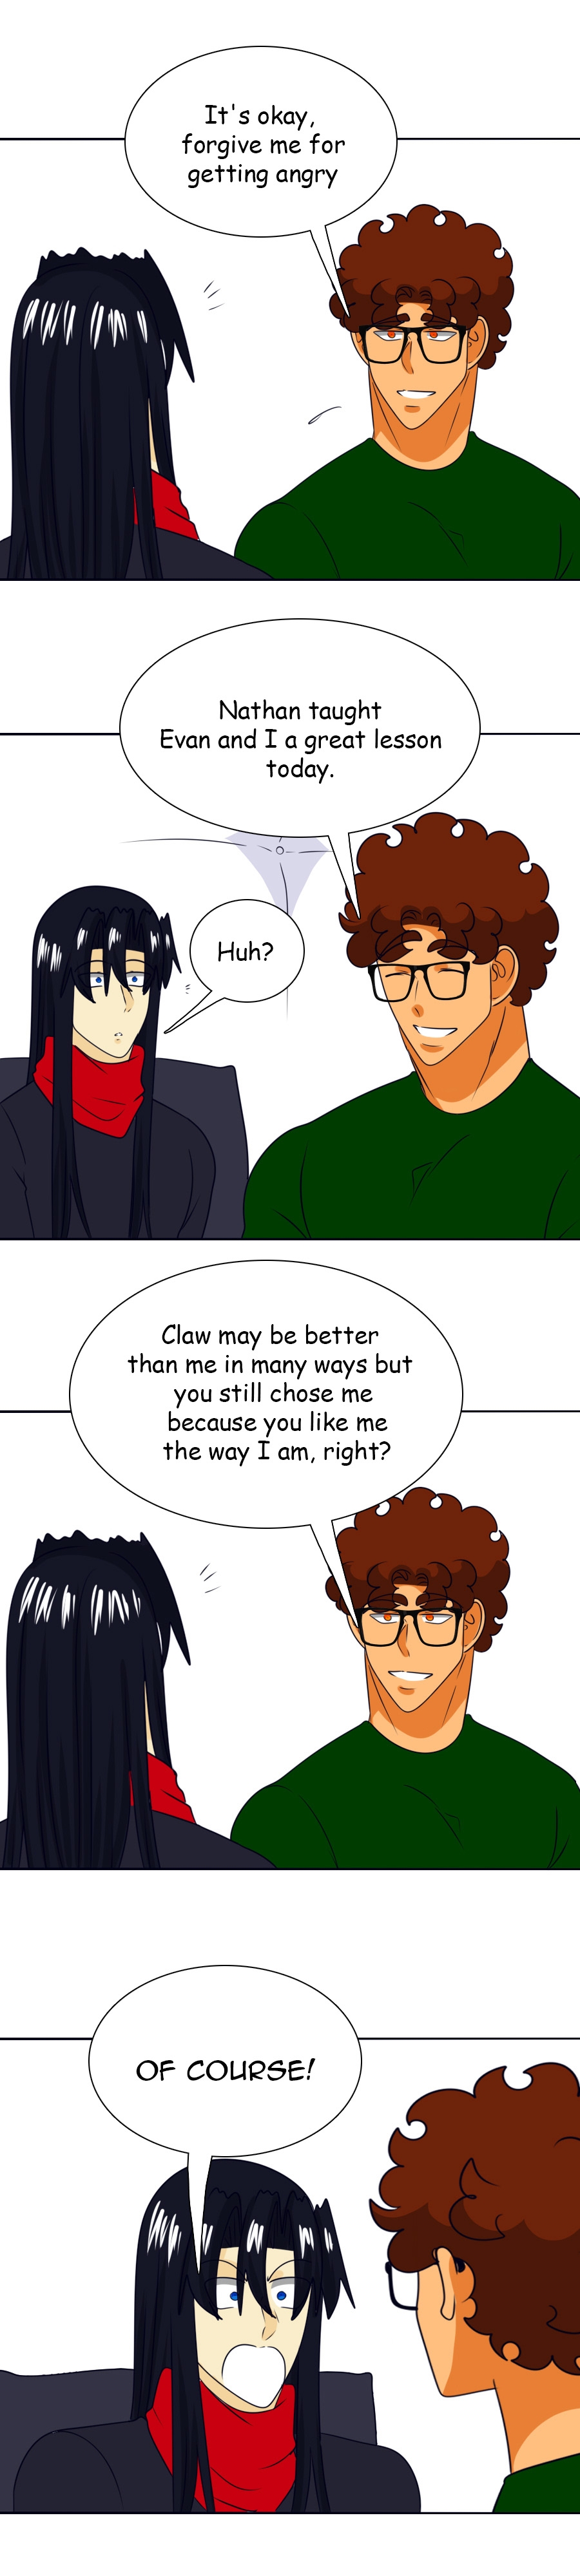 It's okay,
forgive me for
getting angry
Nathan taught
Evan and I a great lesson
today.
Huh?
Claw may be better
than me in many ways but
you still chose me
because you like me
the way I am, right?
OF COURSE!